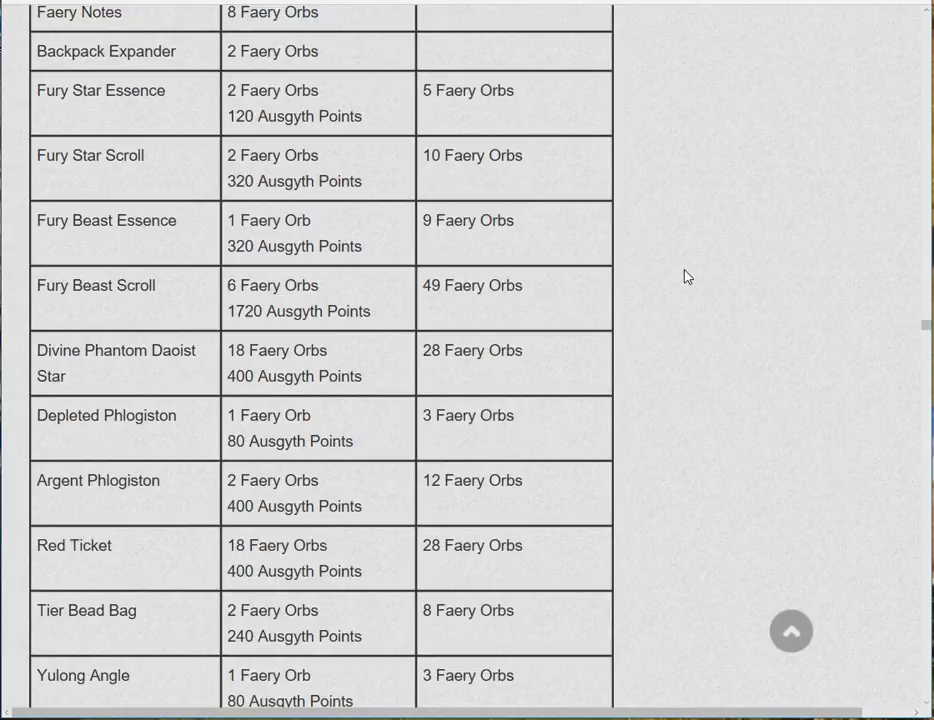 Faery Notes
8 Faery Orbs
Backpack Expander
2 Faery Orbs
Fury Star Essence
2 Faery Orbs
120 Ausgyth Points
5 Faery Orbs
Fury Star Scroll
2 Faery Orbs
320 Ausgyth Points
10 Faery Orbs
Fury Beast Essence
1 Faery Orb
320 Ausgyth Points
9 Faery Orbs
Fury Beast Scroll
6 Faery Orbs
1720 Ausgyth Points
49 Faery Orbs
Divine Phantom Daoist
Star
18 Faery Orbs
400 Ausgyth Points
28 Faery Orbs
Depleted Phlogiston
1 Faery Orb
80 Ausgyth Points
3 Faery Orbs
Argent Phlogiston
2 Faery Orbs
400 Ausgyth Points
12 Faery Orbs
Red Ticket
18 Faery Orbs
400 Ausgyth Points
28 Faery Orbs
Tier Bead Bag
2 Faery Orbs
240 Ausgyth Points
8 Faery Orbs
Yulong Angle
1 Faery Orb
80 Ausgyth Points
3 Faery Orbs